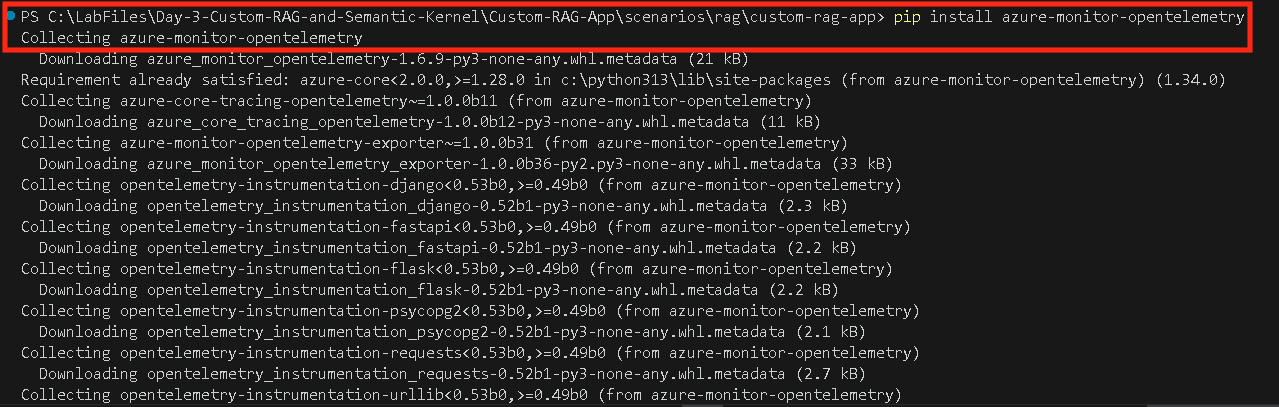 PS C:\LabFiles\Day-3-Custom-RAG-and-Semantic-Kernel\Custom-RAG-App\scenarios\rag\custom-rag-app> pip install azure-monitor-opentelemetry
Collecting azure-monitor-opentelemetry
  Downloading azure_monitor_opentelemetry-1.6.9-py3-none-any.whl.metadata (21 kB)
Requirement already satisfied: azure-core<2.0.0,>=1.28.0 in c:\python313\lib\site-packages (from azure-monitor-opentelemetry) (1.34.0)
Collecting azure-core-tracing-opentelemetry~=1.0.0b11 (from azure-monitor-opentelemetry)
  Downloading azure_core_tracing_opentelemetry-1.0.0b12-py3-none-any.whl.metadata (11 kB)
Collecting azure-monitor-opentelemetry-exporter~=1.0.0b31 (from azure-monitor-opentelemetry)
  Downloading azure_monitor_opentelemetry_exporter-1.0.0b36-py2.py3-none-any.whl.metadata (33 kB)
Collecting opentelemetry-instrumentation-django<0.53b0,>=0.49b0 (from azure-monitor-opentelemetry)
  Downloading opentelemetry_instrumentation_django-0.52b1-py3-none-any.whl.metadata (2.3 kB)
Collecting opentelemetry-instrumentation-fastapi<0.53b0,>=0.49b0 (from azure-monitor-opentelemetry)
  Downloading opentelemetry_instrumentation_fastapi-0.52b1-py3-none-any.whl.metadata (2.2 kB)
Collecting opentelemetry-instrumentation-flask<0.53b0,>=0.49b0 (from azure-monitor-opentelemetry)
  Downloading opentelemetry_instrumentation_flask-0.52b1-py3-none-any.whl.metadata (2.2 kB)
Collecting opentelemetry-instrumentation-psycopg2<0.53b0,>=0.49b0 (from azure-monitor-opentelemetry)
  Downloading opentelemetry_instrumentation_psycopg2-0.52b1-py3-none-any.whl.metadata (2.1 kB)
Collecting opentelemetry-instrumentation-requests<0.53b0,>=0.49b0 (from azure-monitor-opentelemetry)
  Downloading opentelemetry_instrumentation_requests-0.52b1-py3-none-any.whl.metadata (2.7 kB)
Collecting opentelemetry-instrumentation-urllib<0.53b0,>=0.49b0 (from azure-monitor-opentelemetry)